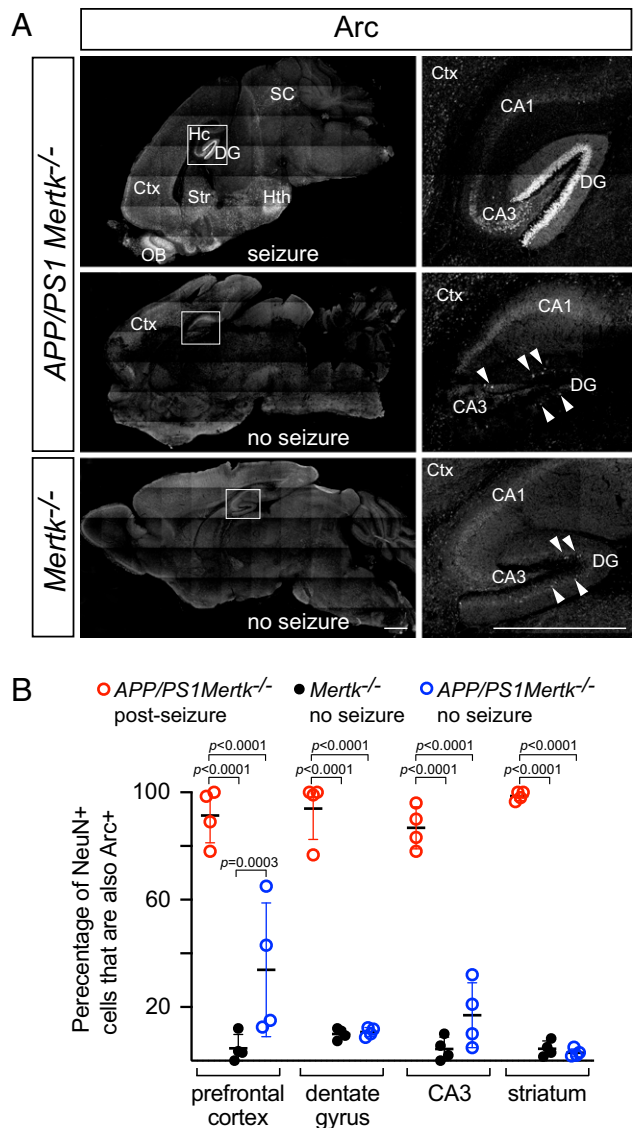 A
Arc
APP/PS1 Mertk-/-
Mertk-/-
SC
Hc
DG
Ctx
Str
Hth
OB
seizure
Ctx
CA1
DG
CA3
Ctx
no seizure
Ctx
CA1
DG
CA3
no seizure
Ctx
CA1
DG
CA3
B
APP/PS1Mertk-/- post-seizure
Mertk-/- no seizure
APP/PS1Mertk-/- no seizure
p<0.0001 p<0.0001 p<0.0001 p<0.0001
p<0.0001 p<0.0001 p<0.0001 p<0.0001
p=0.0003
Perecentage of NeuN+
cells that are also Arc+
100
60
20
prefrontal cortex
dentate gyrus
CA3
striatum